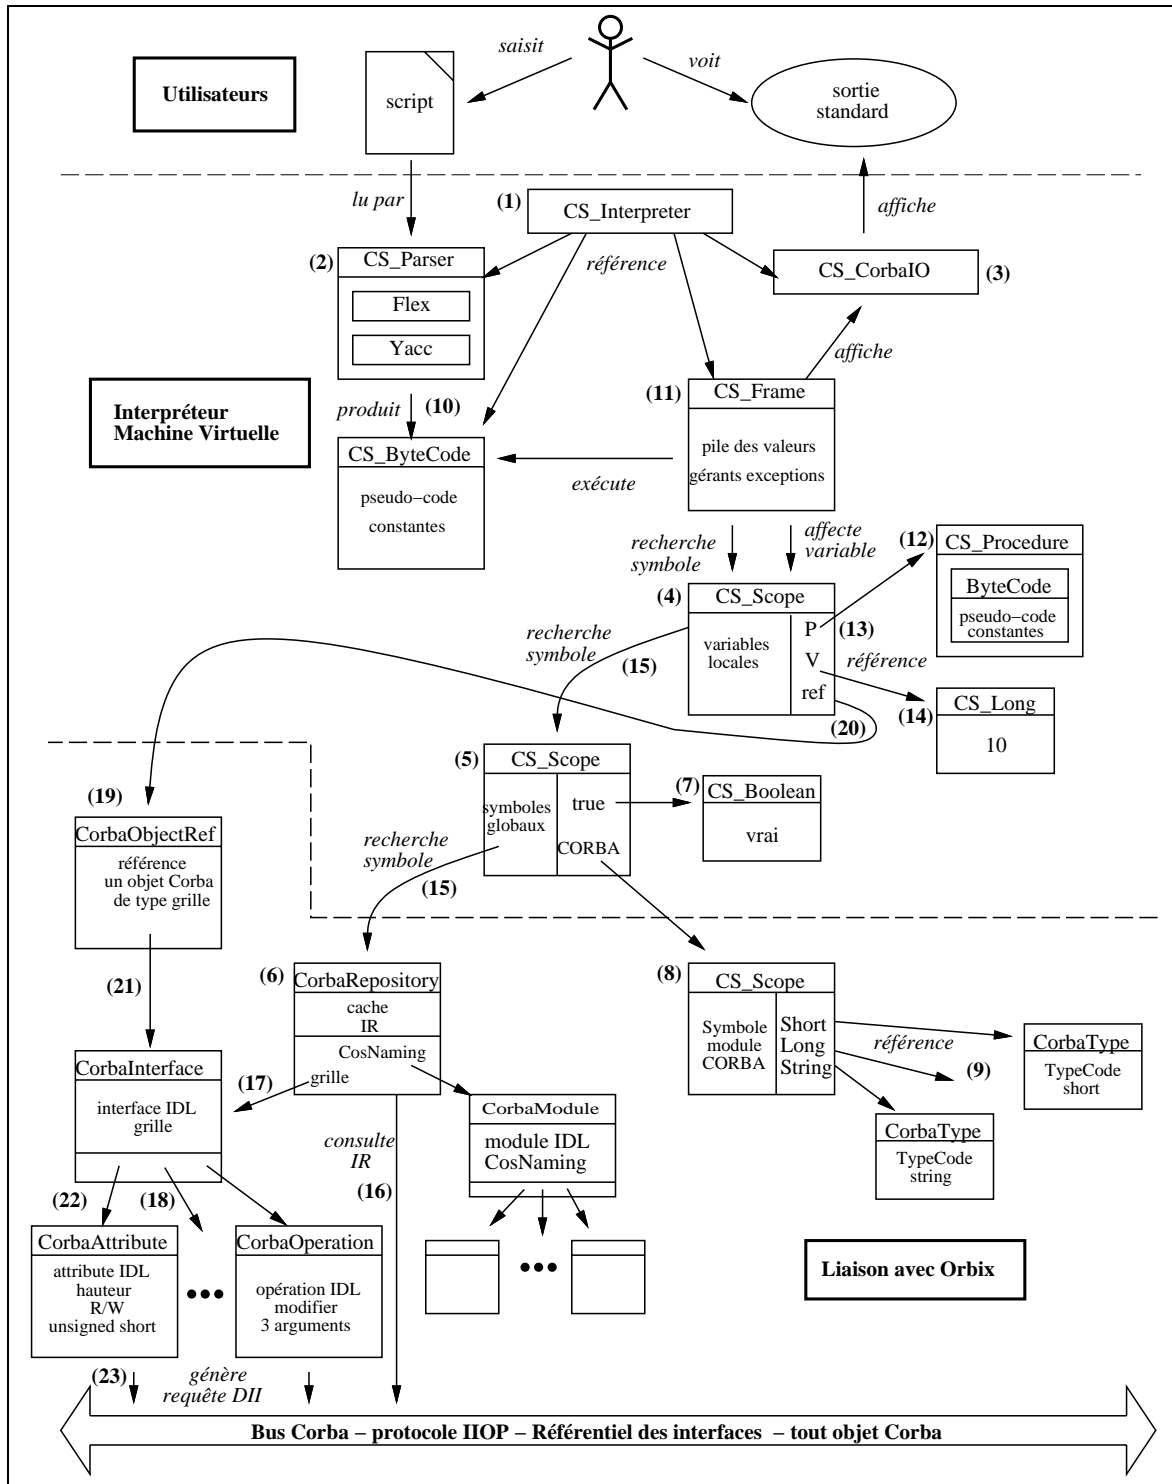 saisit
voit
Utilisateurs
script
sortie
standard
lu par
(1)
CS_Interpreter
affiche
(2)
CS_Parser
référence
CS_CorbaIO
(3)
Flex
Yacc
affiche
(11)
CS_Frame
Interpréteur
Machine Virtuelle
produit
(10)
pile des valeurs
gérants exceptions
CS_ByteCode
exécute
pseudo-code
constantes
recherche
symbole
affecte
variable
(12)
CS_Procedure
ByteCode
pseudo-code
constantes
(4)
CS_Scope
variables
locales
P
V
ref
(13)
référence
recherche
symbole
(15)
(14)
CS_Long
10
(20)
(5)
CS_Scope
symboles
globaux
true
CORBA
(7)
CS_Boolean
vrai
(19)
CorbaObjectRef
référence
un objet Corba
de type grille
recherche
symbole
(15)
(21)
(6)
CorbaRepository
cache
IR
CosNaming
grille
(8)
CS_Scope
Symbole
module
CORBA
Short
Long
String
référence
(9)
CorbaType
TypeCode
short
CorbaInterface
interface IDL
grille
(17)
CorbaModule
module IDL
CosNaming
CorbaType
TypeCode
string
consulte
IR
(16)
(22)
(18)
CorbaAttribute
attribute IDL
hauteur
R/W
unsigned short
CorbaOperation
opération IDL
modifier
3 arguments
Liaison avec Orbix
(23)
génère
requête DII
Bus Corba – protocole IIOP – Référentiel des interfaces – tout objet Corba